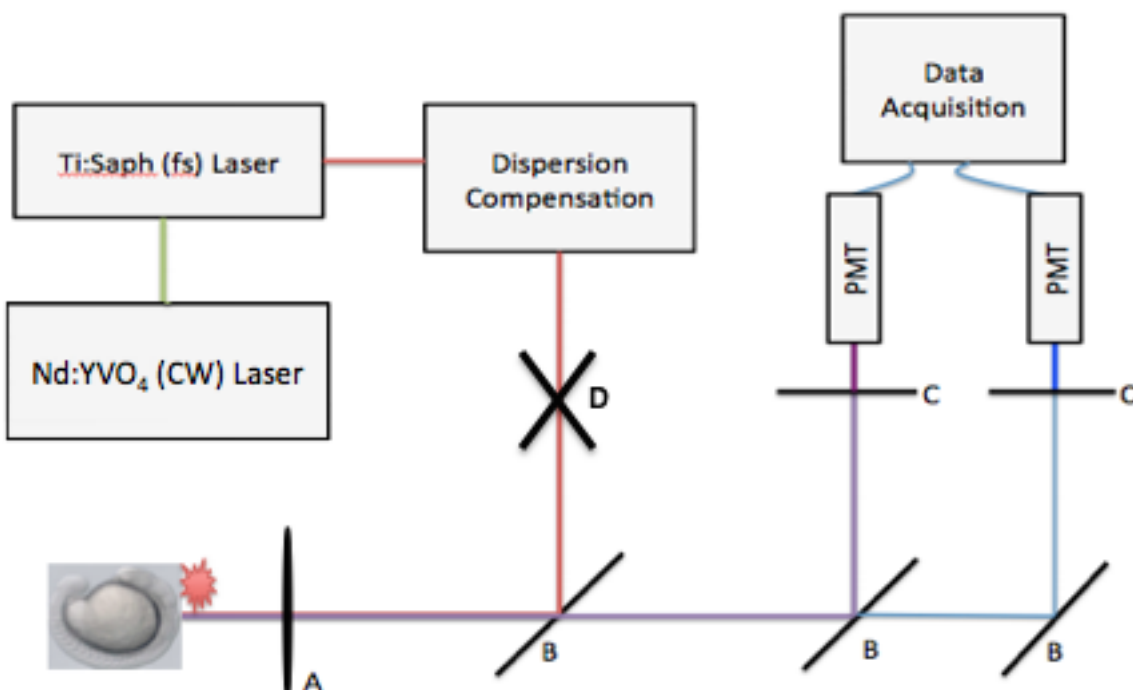 Data
Acquisition
Ti:Saph (fs) Laser
Dispersion
Compensation
PMT
PMT
Nd:YVO₄ (CW) Laser
D
C
C
B
B
B
A